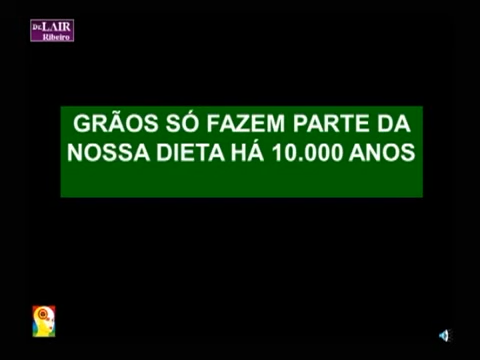 Dr. LAIR
Ribeiro
GRÃOS SÓ FAZEM PARTE DA
NOSSA DIETA HÁ 10.000 ANOS